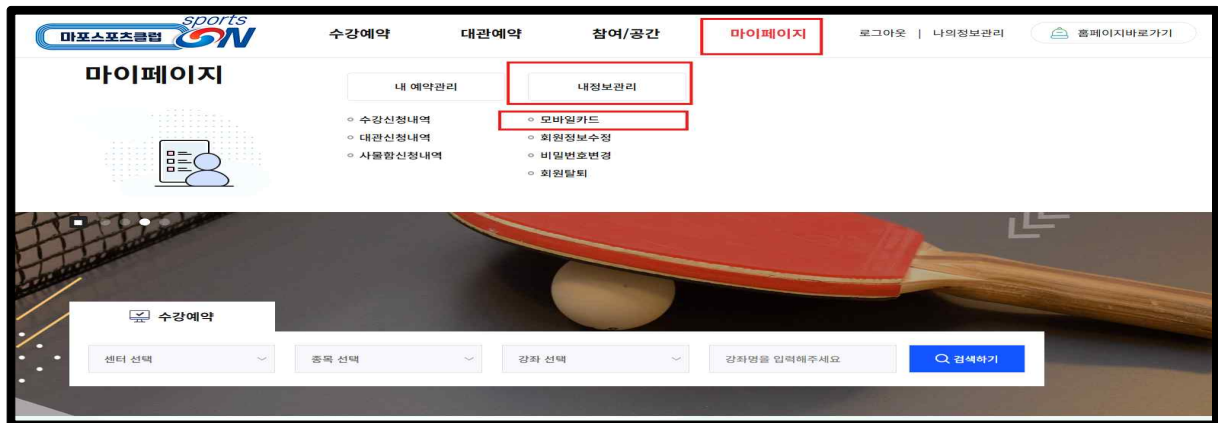 마포스포츠클럽 sports ON
수강예약 대관예약 참여/공간 마이페이지 로그아웃 | 나의정보관리 홈페이지바로가기
마이페이지
내 예약관리 내정보관리
수강신청내역 모바일카드
대관신청내역 회원정보수정
사물함신청내역 비밀번호변경
회원탈퇴
수강예약
센터 선택 종목 선택 강좌 선택 강좌명을 입력해주세요 검색하기